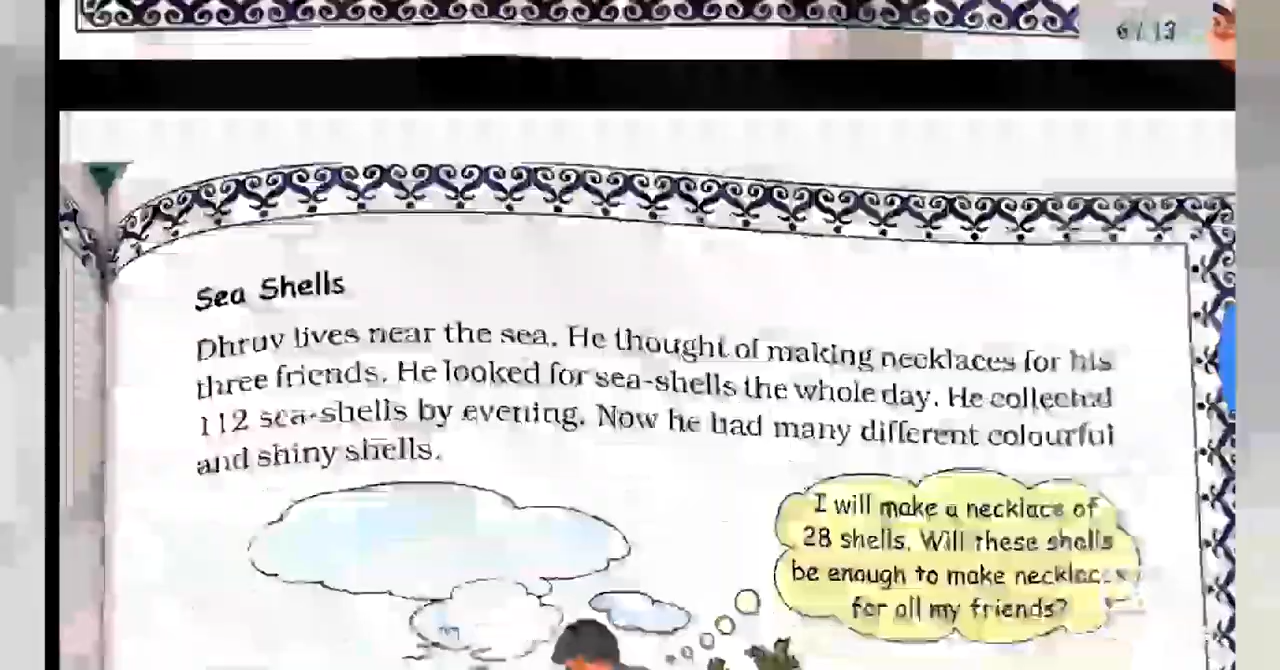 6 / 13
Sea Shells
Dhruv lives near the sea. He thought of making necklaces for his
three friends. He looked for sea-shells the whole day. He collected
112 sea-shells by evening. Now he had many different colourful
and shiny shells.
I will make a necklace of
28 shells. Will these shells
be enough to make necklaces
for all my friends?